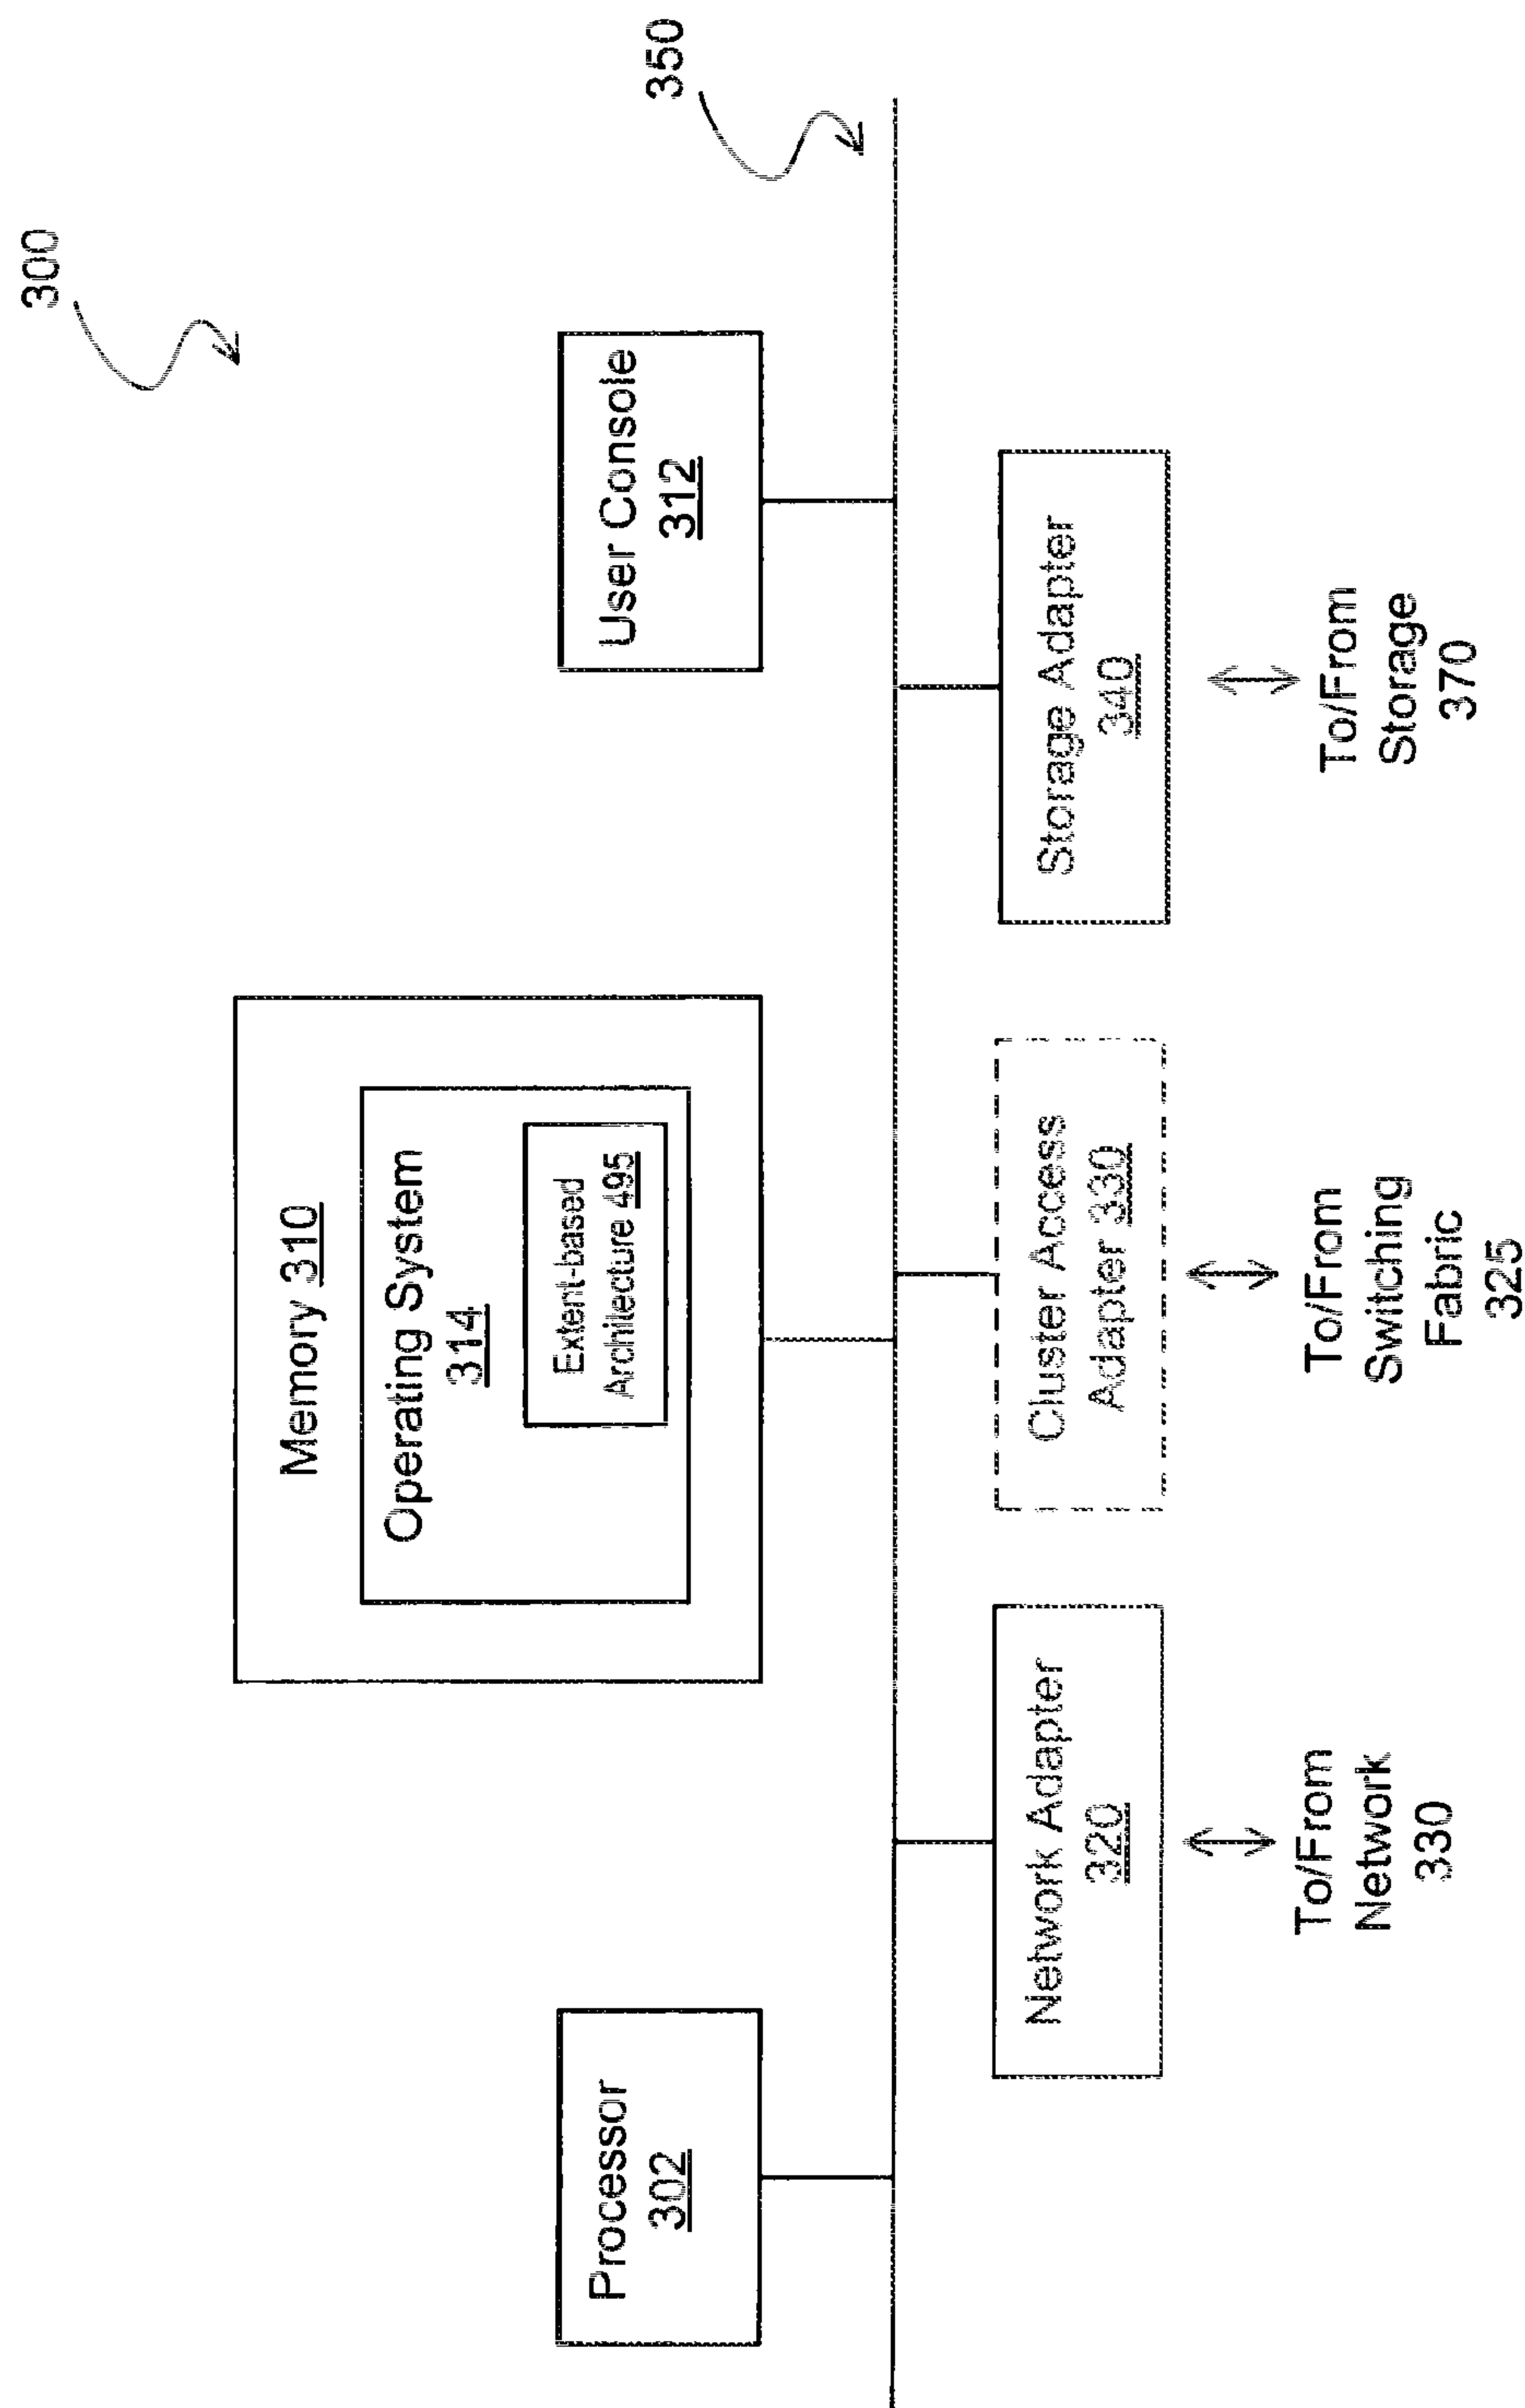 300
350
Processor
302
Memory 310
Operating System
314
Extent-based
Architecture 495
User Console
312
Network Adapter
320
Cluster Access
Adapter 330
Storage Adapter
340
To/From
Network
330
To/From
Switching
Fabric
325
To/From
Storage
370